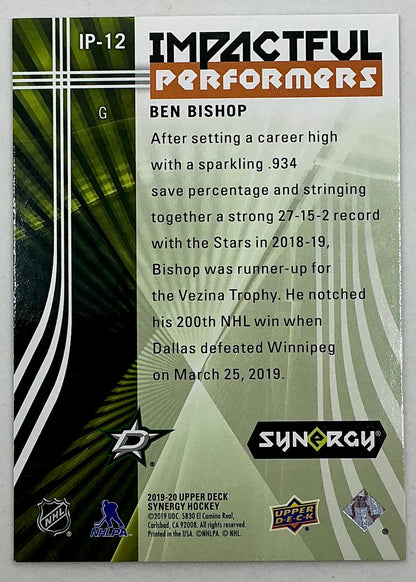 IP-12
IMPACTFUL
PERFORMERS
G
BEN BISHOP
After setting a career high
with a sparkling .934
save percentage and stringing
together a strong 27-15-2 record
with the Stars in 2018-19,
Bishop was runner-up for
the Vezina Trophy. He notched
his 200th NHL win when
Dallas defeated Winnipeg
on March 25, 2019.
D
®
SYNERGY®
2019-20 UPPER DECK
SYNERGY HOCKEY
©2019 UDC. 5830 El Camino Real,
Carlsbad, CA 92008. All rights reserved.
Printed in the USA. ©NHLPA. © NHL.
NHL
®
NHLPA
™
UPPER
DECK
®